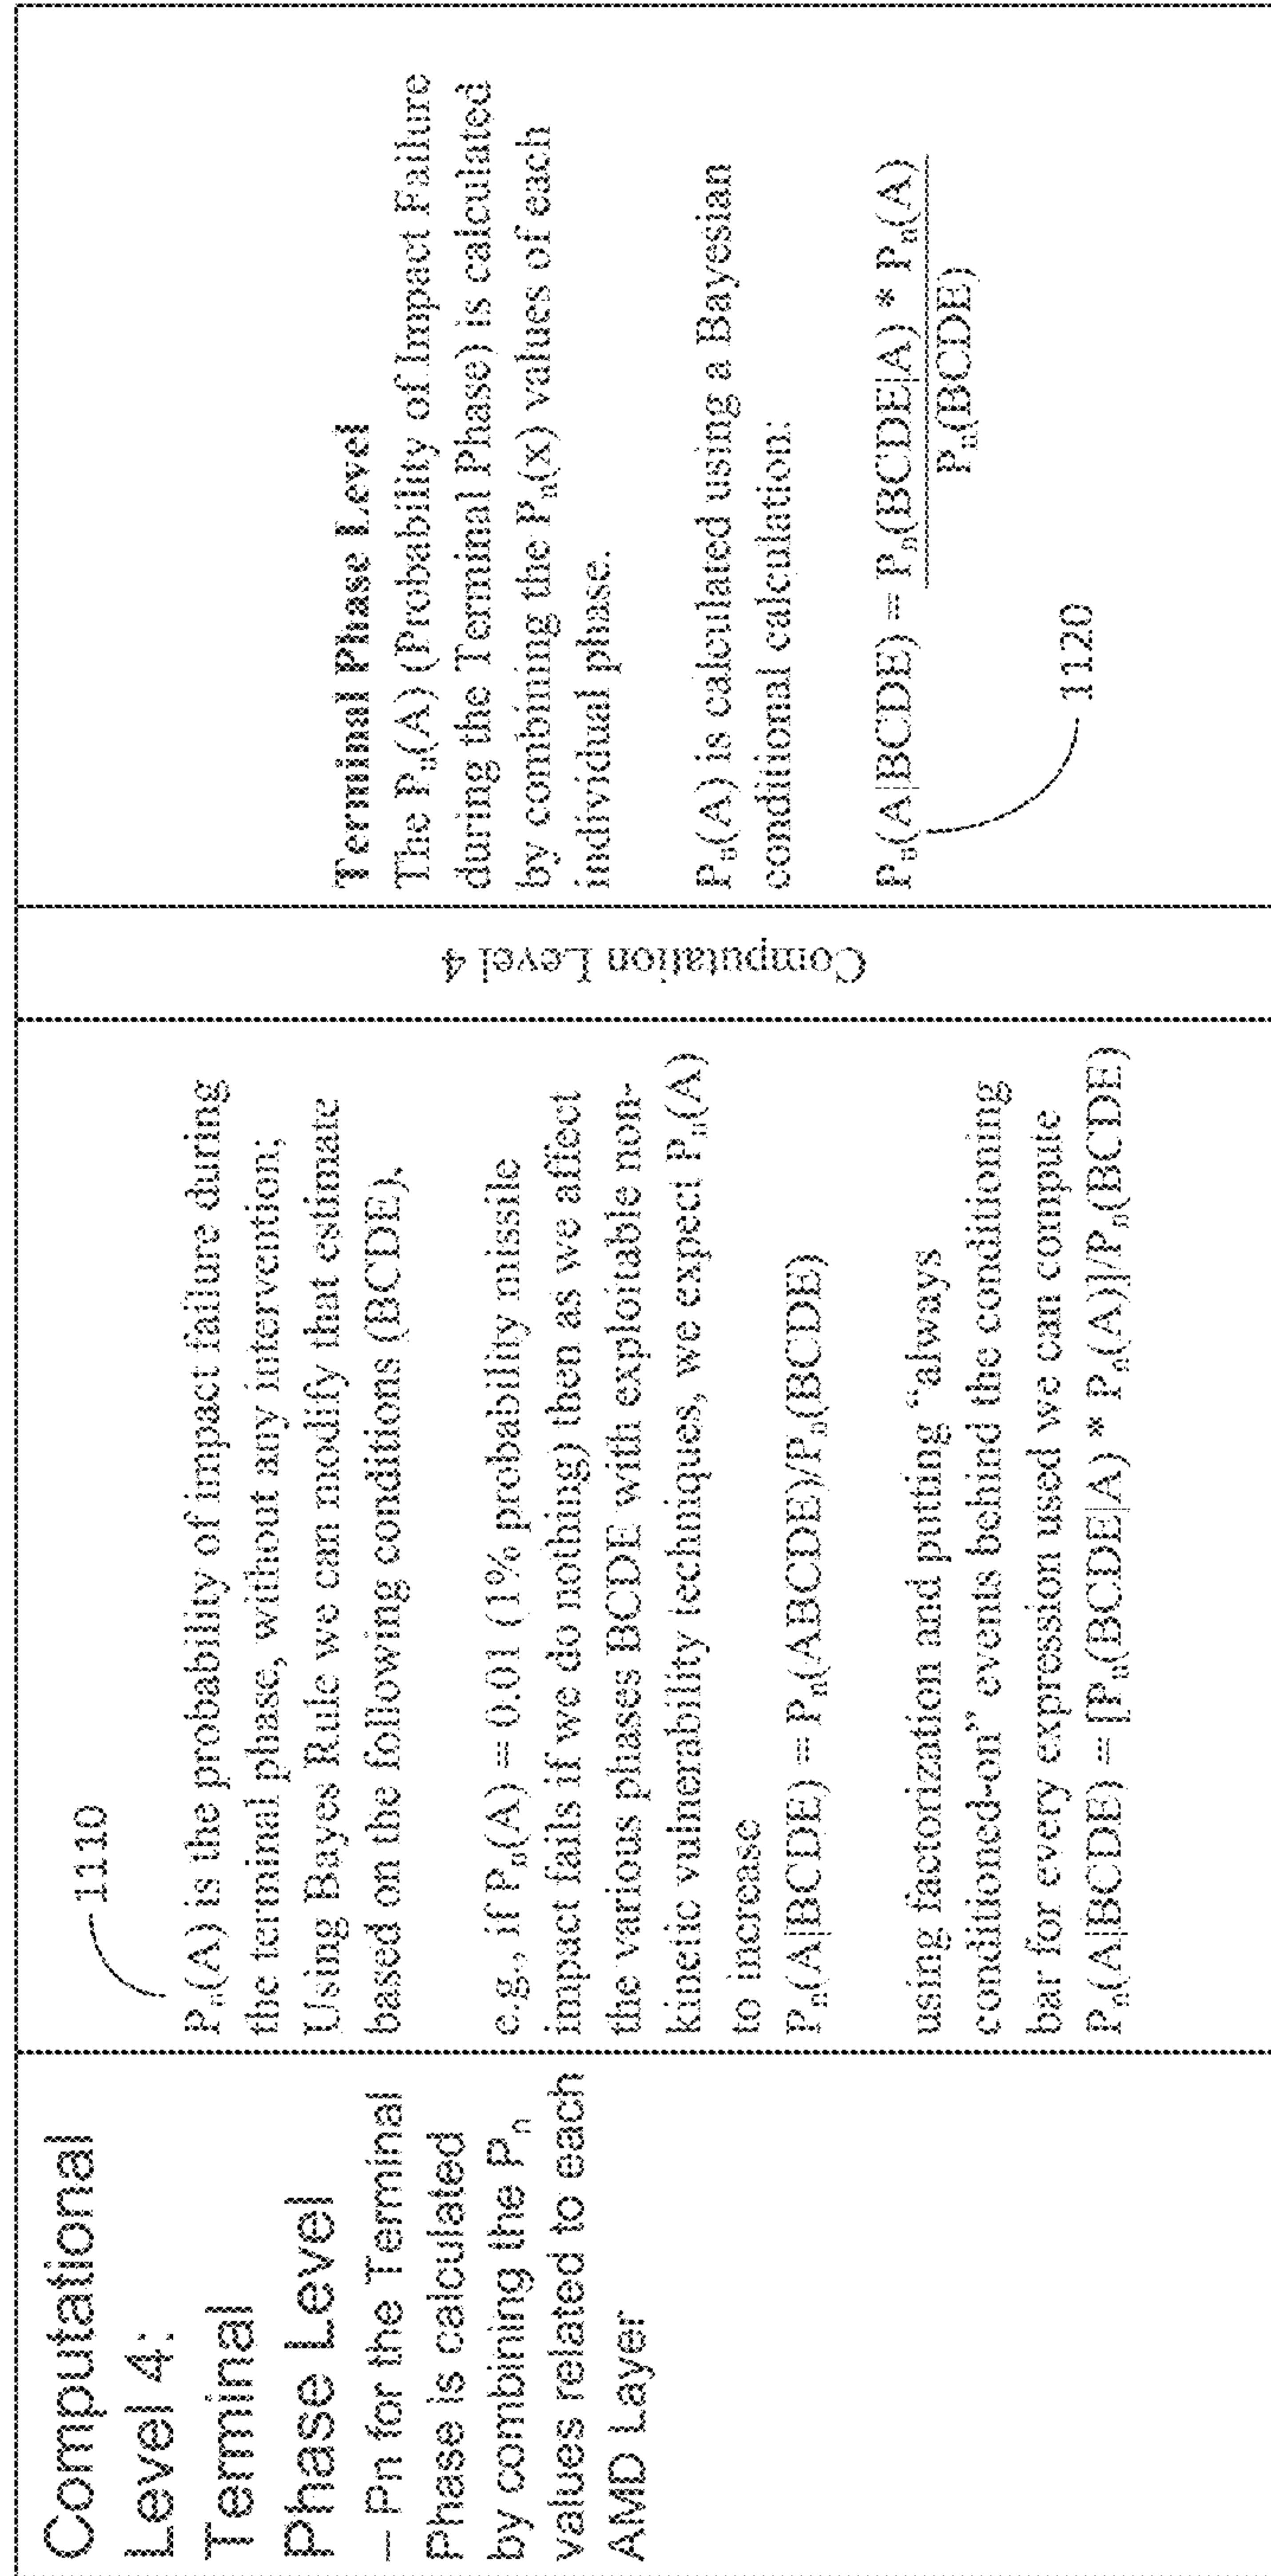 Computational
Level 4:
Terminal
Phase Level
– Pn for the Terminal
Phase is calculated
by combining the Pₙ
values related to each
AMD Layer
1110
Pₙ(A) is the probability of impact failure during
the terminal phase, without any intervention;
Using Bayes Rule we can modify that estimate
based on the following conditions (BCDE).
e.g., if Pₙ(A) = 0.01 (1% probability missile
impact fails if we do nothing) then as we affect
the various phases BCDE with exploitable non-
kinetic vulnerability techniques, we expect Pₙ(A)
to increase
Pₙ(A|BCDE) = Pₙ(ABCDE)/Pₙ(BCDE)
using factorization and putting "always
conditioned-on" events behind the conditioning
bar for every expression used we can compute
Pₙ(A|BCDE) = [Pₙ(BCDE|A) * Pₙ(A)]/Pₙ(BCDE)
Computation Level 4
Terminal Phase Level
The Pₙ(A) (Probability of Impact Failure
during the Terminal Phase) is calculated
by combining the Pₙ(x) values of each
individual phase.
Pₙ(A) is calculated using a Bayesian
conditional calculation:
Pₙ(A|BCDE) = Pₙ(BCDE|A) * Pₙ(A)
Pₙ(BCDE)
1120